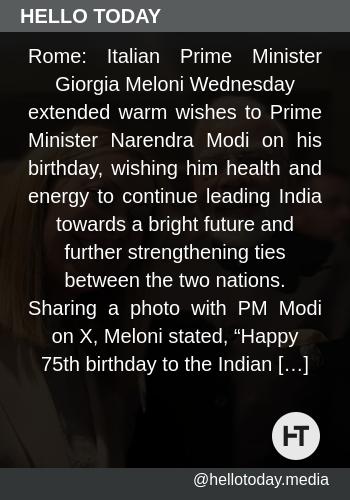 HELLO TODAY
Rome: Italian Prime Minister
Giorgia Meloni Wednesday
extended warm wishes to Prime
Minister Narendra Modi on his
birthday, wishing him health and
energy to continue leading India
towards a bright future and
further strengthening ties
between the two nations.
Sharing a photo with PM Modi
on X, Meloni stated, “Happy
75th birthday to the Indian […]
HT
@hellotoday.media